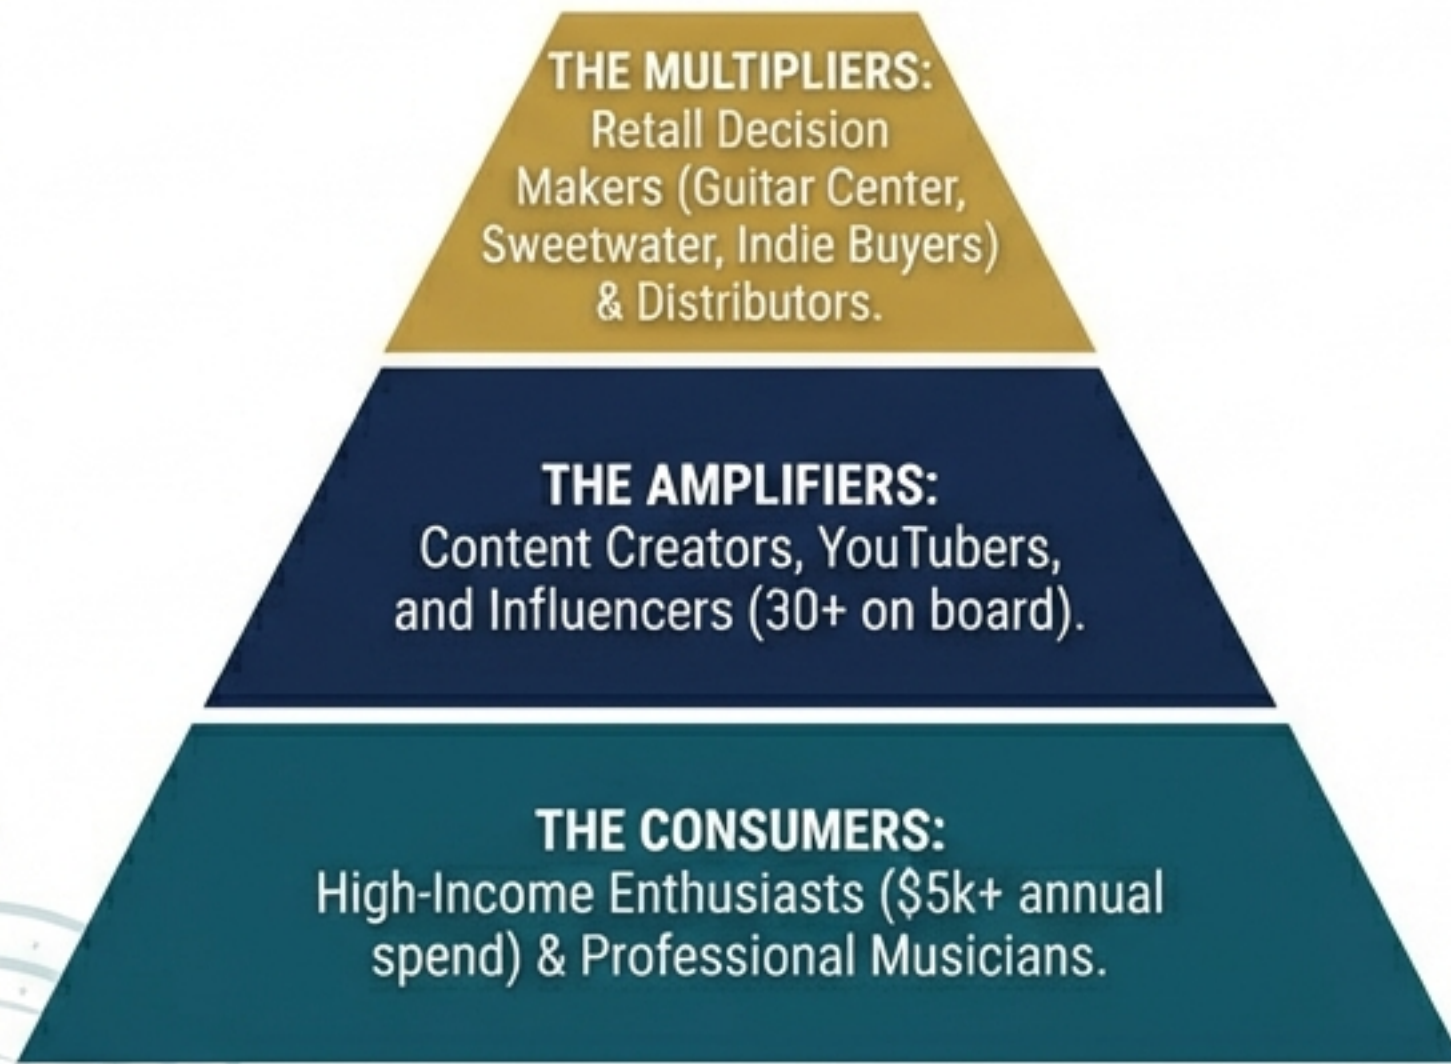 THE MULTIPLIERS:
Retall Decision
Makers (Guitar Center,
Sweetwater, Indie Buyers)
& Distributors.
THE AMPLIFIERS:
Content Creators, YouTubers,
and Influencers (30+ on board).
THE CONSUMERS:
High-Income Enthusiasts ($5k+ annual
spend) & Professional Musicians.